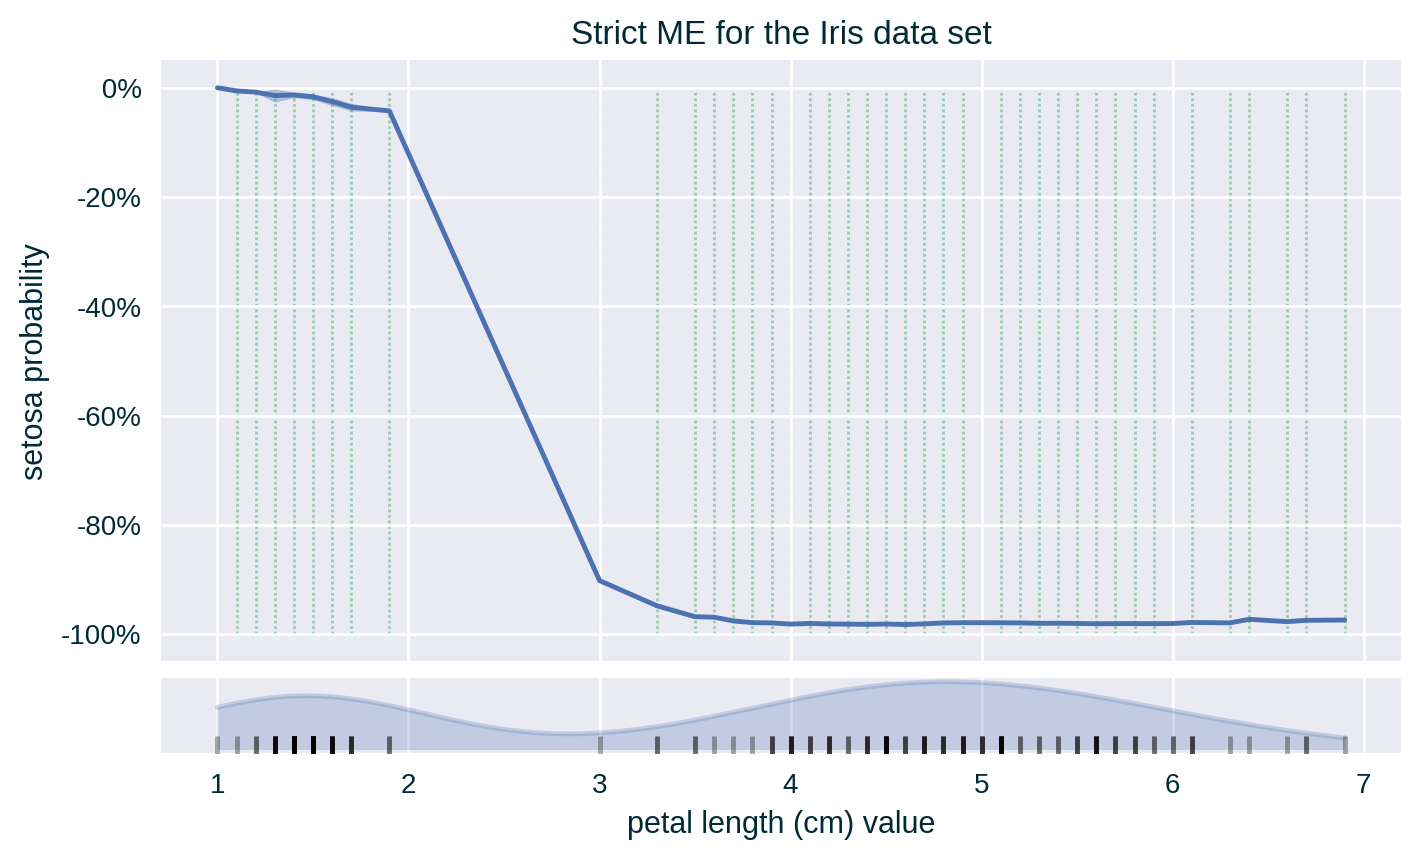 Strict ME for the Iris data set
0%
-20%
-40%
-60%
-80%
-100%
setosa probability
1 2 3 4 5 6 7
petal length (cm) value